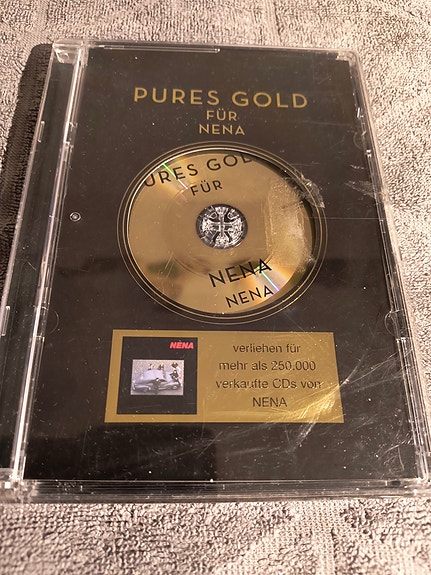 PURES GOLD
FÜR
NENA
PURES GOLD
FÜR
NENA
NENA
NENA
verliehen für
mehr als 250.000
verkaufte CDs von
NENA